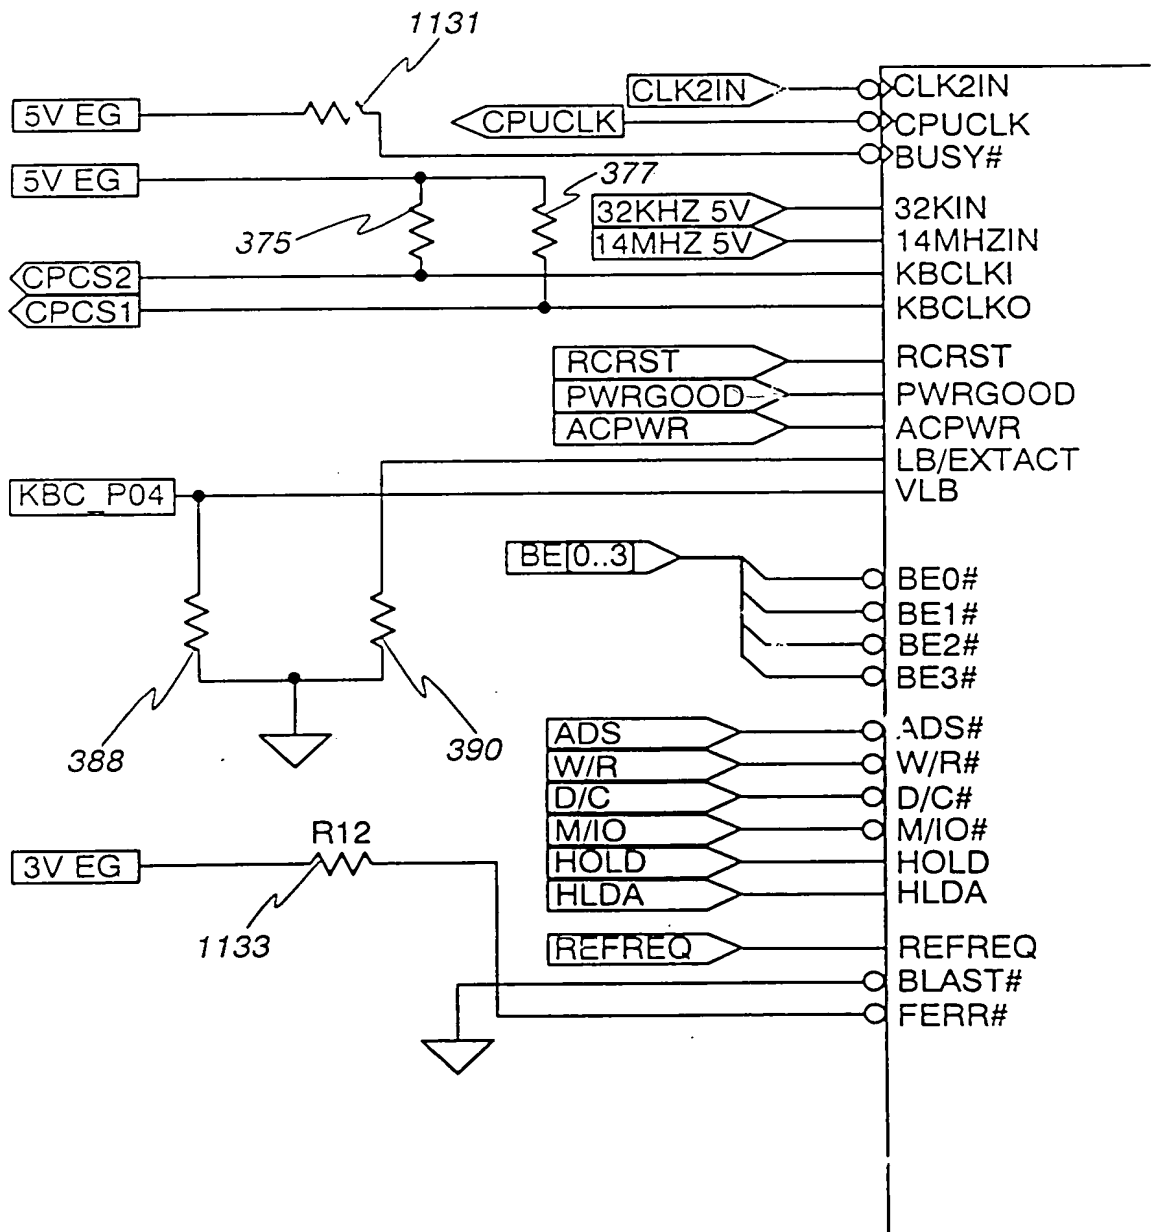 1131
CLK2IN CLK2IN
5V EG CPUCLK CPUCLK
BUSY#
5V EG 377
32KHZ 5V 32KIN
375 14MHZ 5V 14MHZIN
CPCS2 KBCLKI
CPCS1 KBCLKO
RCRST RCRST
PWRGOOD PWRGOOD
ACPWR ACPWR
LB/EXTACT
KBC_P04 VLB
BE[0..3]
BE0#
BE1#
BE2#
BE3#
388 390 ADS ADS#
W/R W/R#
D/C D/C#
R12 M/IO M/IO#
3V EG HOLD HOLD
HLDA HLDA
1133 REFREQ REFREQ
BLAST#
FERR#